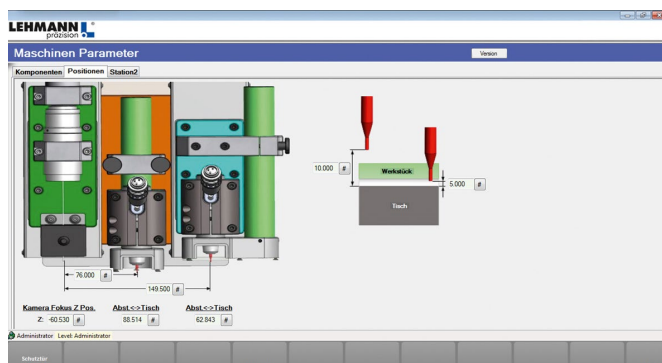 LEHMANN L®
präzision
Maschinen Parameter
Version
Komponenten Positionen Station2
10.000 #
Werkstück
5.000 #
Tisch
76.000 #
149.500 #
Kamera Fokus Z Pos. Abst.<->Tisch Abst.<->Tisch
Z: -60.530 # 88.514 # 62.843 #
Administrator Level: Administrator
Schutztür